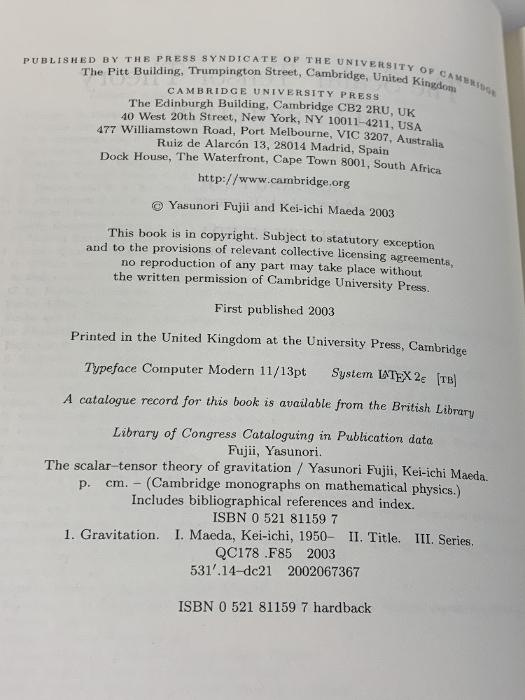 PUBLISHED BY THE PRESS SYNDICATE OF THE UNIVERSITY OF CAMBRIDGE
The Pitt Building, Trumpington Street, Cambridge, United Kingdom
CAMBRIDGE UNIVERSITY PRESS
The Edinburgh Building, Cambridge CB2 2RU, UK
40 West 20th Street, New York, NY 10011–4211, USA
477 Williamstown Road, Port Melbourne, VIC 3207, Australia
Ruiz de Alarcón 13, 28014 Madrid, Spain
Dock House, The Waterfront, Cape Town 8001, South Africa
http://www.cambridge.org
© Yasunori Fujii and Kei-ichi Maeda 2003
This book is in copyright. Subject to statutory exception
and to the provisions of relevant collective licensing agreements,
no reproduction of any part may take place without
the written permission of Cambridge University Press.
First published 2003
Printed in the United Kingdom at the University Press, Cambridge
Typeface Computer Modern 11/13pt System LATEX 2ε [TB]
A catalogue record for this book is available from the British Library
Library of Congress Cataloguing in Publication data
Fujii, Yasunori.
The scalar–tensor theory of gravitation / Yasunori Fujii, Kei-ichi Maeda.
p. cm. – (Cambridge monographs on mathematical physics.)
Includes bibliographical references and index.
ISBN 0 521 81159 7
1. Gravitation. I. Maeda, Kei-ichi, 1950– II. Title. III. Series.
QC178 .F85 2003
531′.14–dc21 2002067367
ISBN 0 521 81159 7 hardback